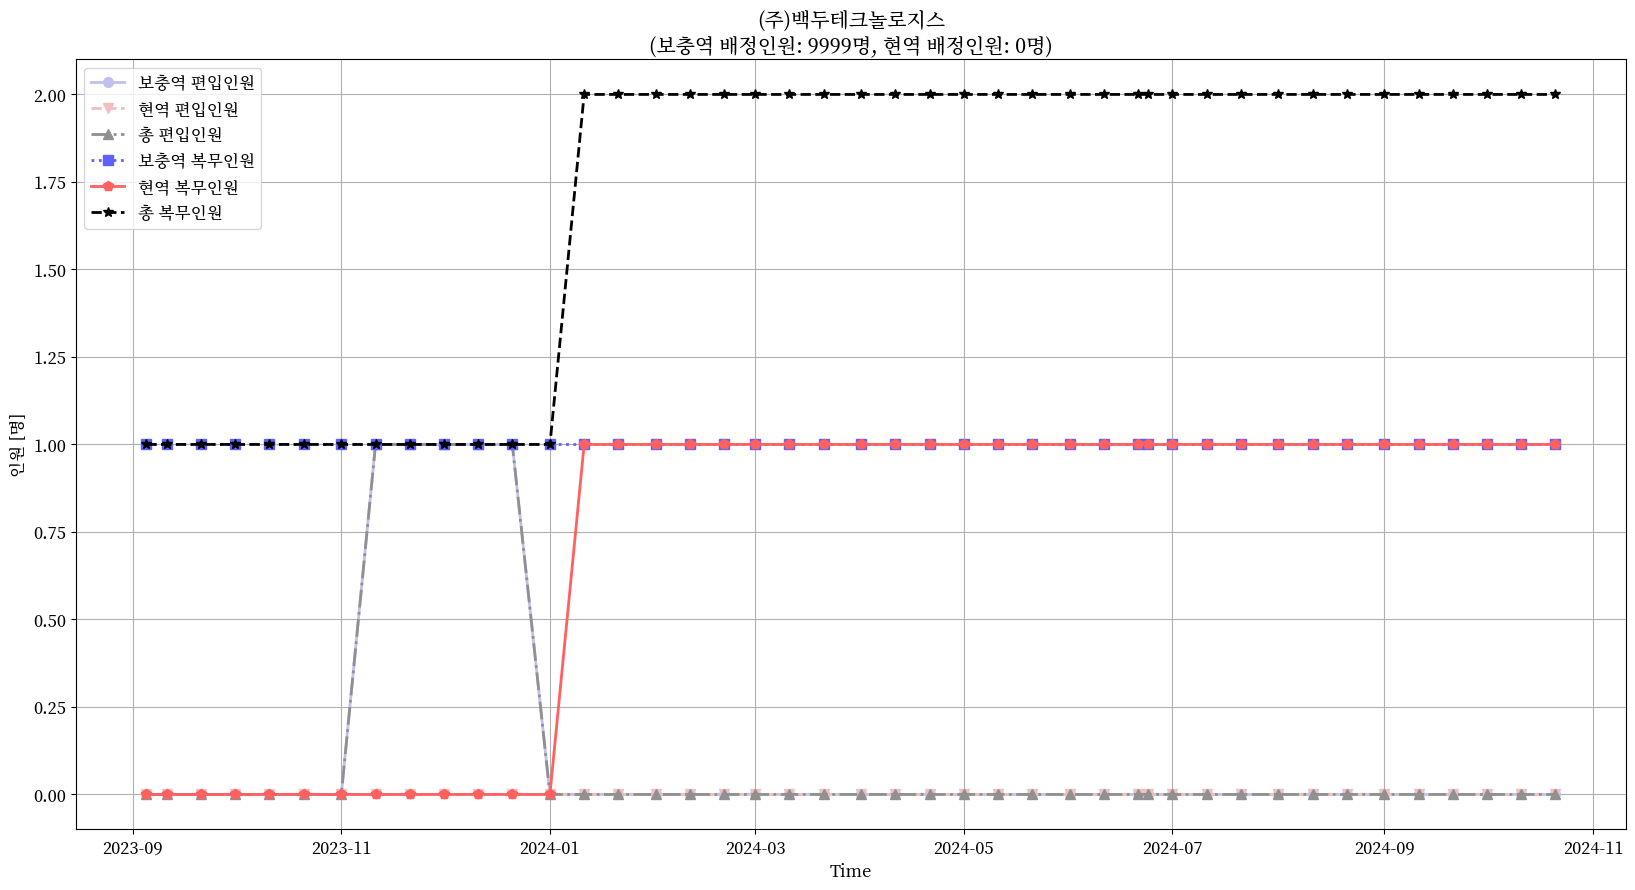 (주)백두테크놀로지스
(보충역 배정인원: 9999명, 현역 배정인원: 0명)
보충역 편입인원
현역 편입인원
총 편입인원
보충역 복무인원
현역 복무인원
총 복무인원
2.00
1.75
1.50
1.25
1.00
0.75
0.50
0.25
0.00
인원 [명]
2023-09 2023-11 2024-01 2024-03 2024-05 2024-07 2024-09 2024-11
Time